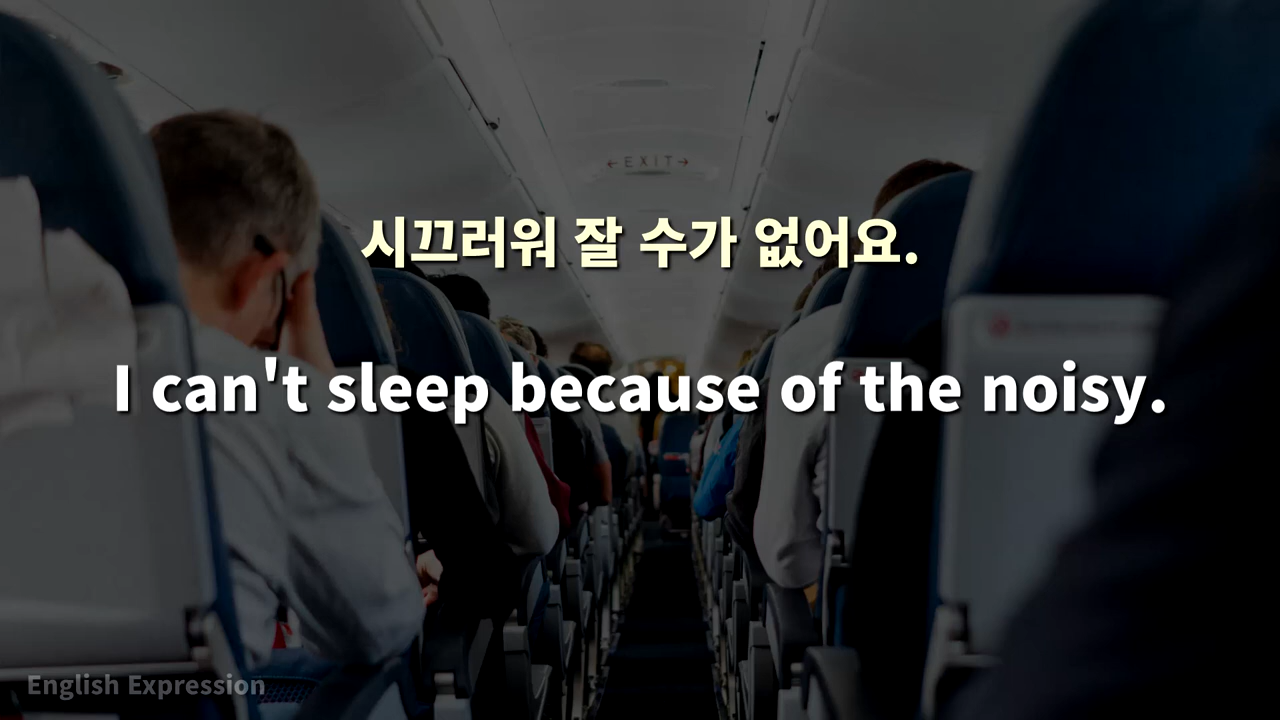 ←EXIT→
시끄러워 잘 수가 없어요.
I can't sleep because of the noisy.
English Expression